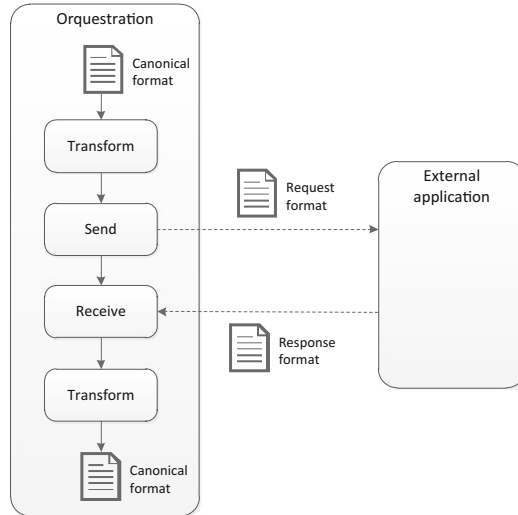 Orquestration
Canonical
format
Transform
Send
Receive
Transform
Canonical
format
Request
format
Response
format
External
application